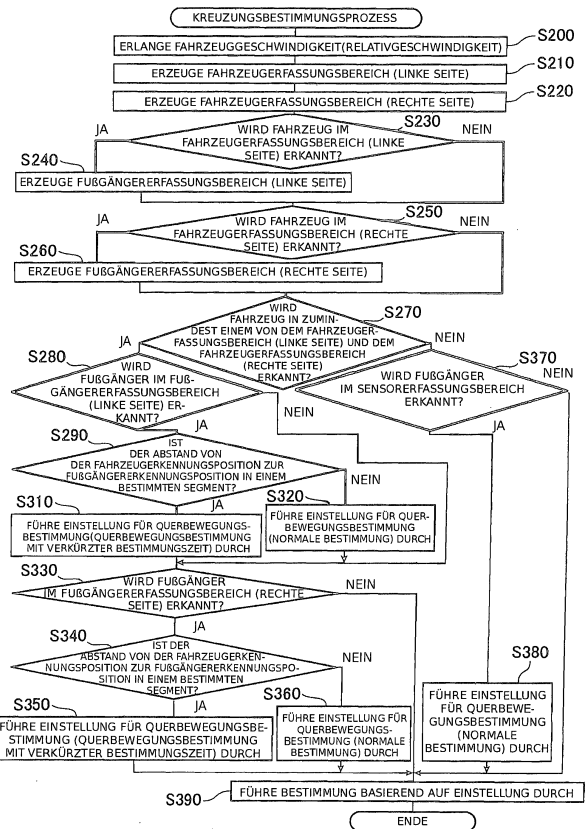 KREUZUNGSBESTIMMUNGSPROZESS
S200
ERLANGE FAHRZEUGGESCHWINDIGKEIT(RELATIVGESCHWINDIGKEIT)
S210
ERZEUGE FAHRZEUGERFASSUNGSBEREICH (LINKE SEITE)
S220
ERZEUGE FAHRZEUGERFASSUNGSBEREICH (RECHTE SEITE)
S230
JA
NEIN
WIRD FAHRZEUG IM
FAHRZEUGERFASSUNGSBEREICH (LINKE
SEITE) ERKANNT?
S240
ERZEUGE FUßGÄNGERERFASSUNGSBEREICH (LINKE SEITE)
S250
JA
NEIN
WIRD FAHRZEUG IM
FAHRZEUGERFASSUNGSBEREICH (RECHTE
SEITE) ERKANNT?
S260
ERZEUGE FUßGÄNGERERFASSUNGSBEREICH (RECHTE SEITE)
S270
WIRD
FAHRZEUG IN ZUMIN-
DEST EINEM VON DEM FAHRZEUGER-
FASSUNGSBEREICH (LINKE SEITE) UND DEM
FAHRZEUGERFASSUNGSBEREICH
(RECHTE SEITE)
ERKANNT?
JA
NEIN
S280
WIRD
FUßGÄNGER IM FUß-
GÄNGERERFASSUNGSBEREICH
(LINKE SEITE) ER-
KANNT?
NEIN
JA
S370
WIRD FUßGÄNGER
IM SENSORERFASSUNGSBEREICH
ERKANNT?
NEIN
JA
S290
IST
DER ABSTAND VON
DER FAHRZEUGERKENNUNGSPOSITION ZUR
FUßGÄNGERERKENNUNGSPOSITION IN EINEM
BESTIMMTEN SEGMENT?
NEIN
JA
S310
FÜHRE EINSTELLUNG FÜR QUERBEWEGUNGS-
BESTIMMUNG(QUERBEWEGUNGSBESTIMMUNG
MIT VERKÜRZTER BESTIMMUNGSZEIT) DURCH
S320
FÜHRE EINSTELLUNG FÜR QUER-
BEWEGUNGSBESTIMMUNG
(NORMALE BESTIMMUNG) DURCH
S330
WIRD FUßGÄNGER
IM FUßGÄNGERERFASSUNGSBEREICH (RECHTE
SEITE) ERKANNT?
NEIN
JA
S340
IST DER
ABSTAND VON DER FAHRZEUGERKEN-
NUNGSPOSITION ZUR FUßGÄNGERERKENNUNGSPO-
SITION IN EINEM BESTIMMTEN
SEGMENT?
NEIN
JA
S350
FÜHRE EINSTELLUNG FÜR QUERBEWEGUNGSBE-
STIMMUNG (QUERBEWEGUNGSBESTIMMUNG
MIT VERKÜRZTER BESTIMMUNGSZEIT) DURCH
S360
FÜHRE EINSTELLUNG FÜR
QUERBEWEGUNGS-
BESTIMMUNG (NORMALE
BESTIMMUNG) DURCH
S380
FÜHRE EINSTELLUNG
FÜR QUERBEWE-
GUNGSBESTIMMUNG
(NORMALE
BESTIMMUNG) DURCH
S390
FÜHRE BESTIMMUNG BASIEREND AUF EINSTELLUNG DURCH
ENDE